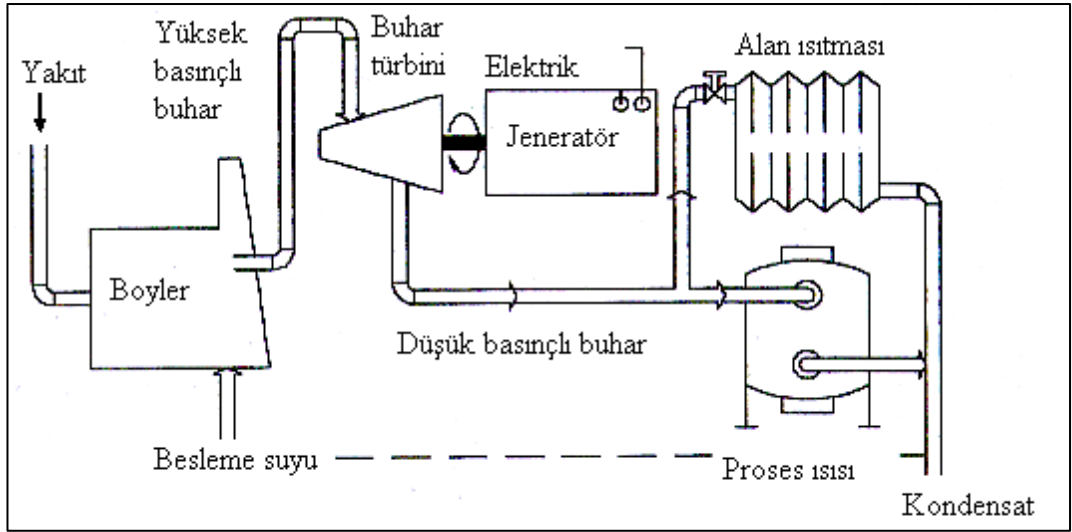 Yakıt
Yüksek
basınçlı
buhar
Buhar
türbini
Elektrik
Jeneratör
Alan ısıtması
Boyler
Düşük basınçlı buhar
Besleme suyu
Proses ısısı
Kondensat